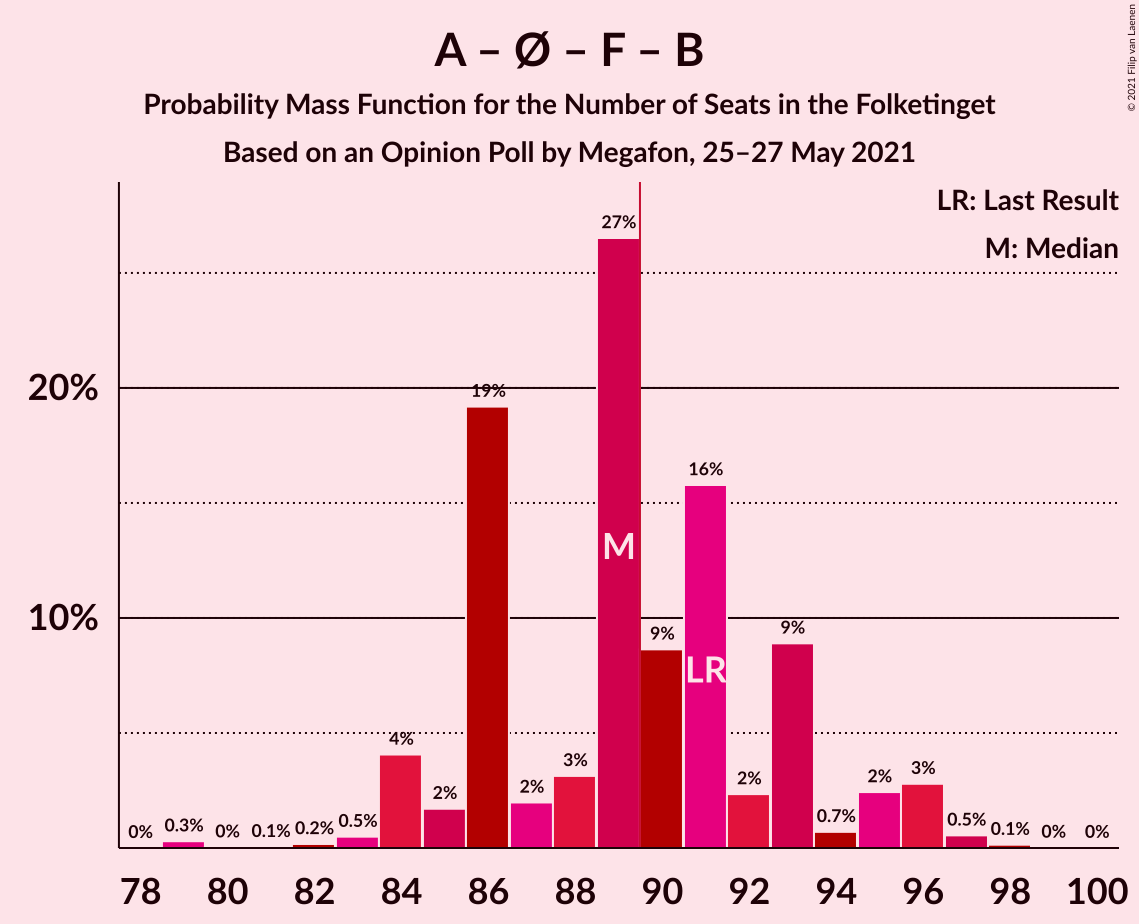 A – Ø – F – B
Probability Mass Function for the Number of Seats in the Folketinget
Based on an Opinion Poll by Megafon, 25–27 May 2021
© 2021 Filip van Laenen
LR: Last Result
M: Median
20%
10%
0%
0.3%
0%
0.1%
0.2%
0.5%
4%
2%
19%
2%
3%
27%
9%
16%
2%
9%
0.7%
2%
3%
0.5%
0.1%
0%
0%
M
LR
78 80 82 84 86 88 90 92 94 96 98 100